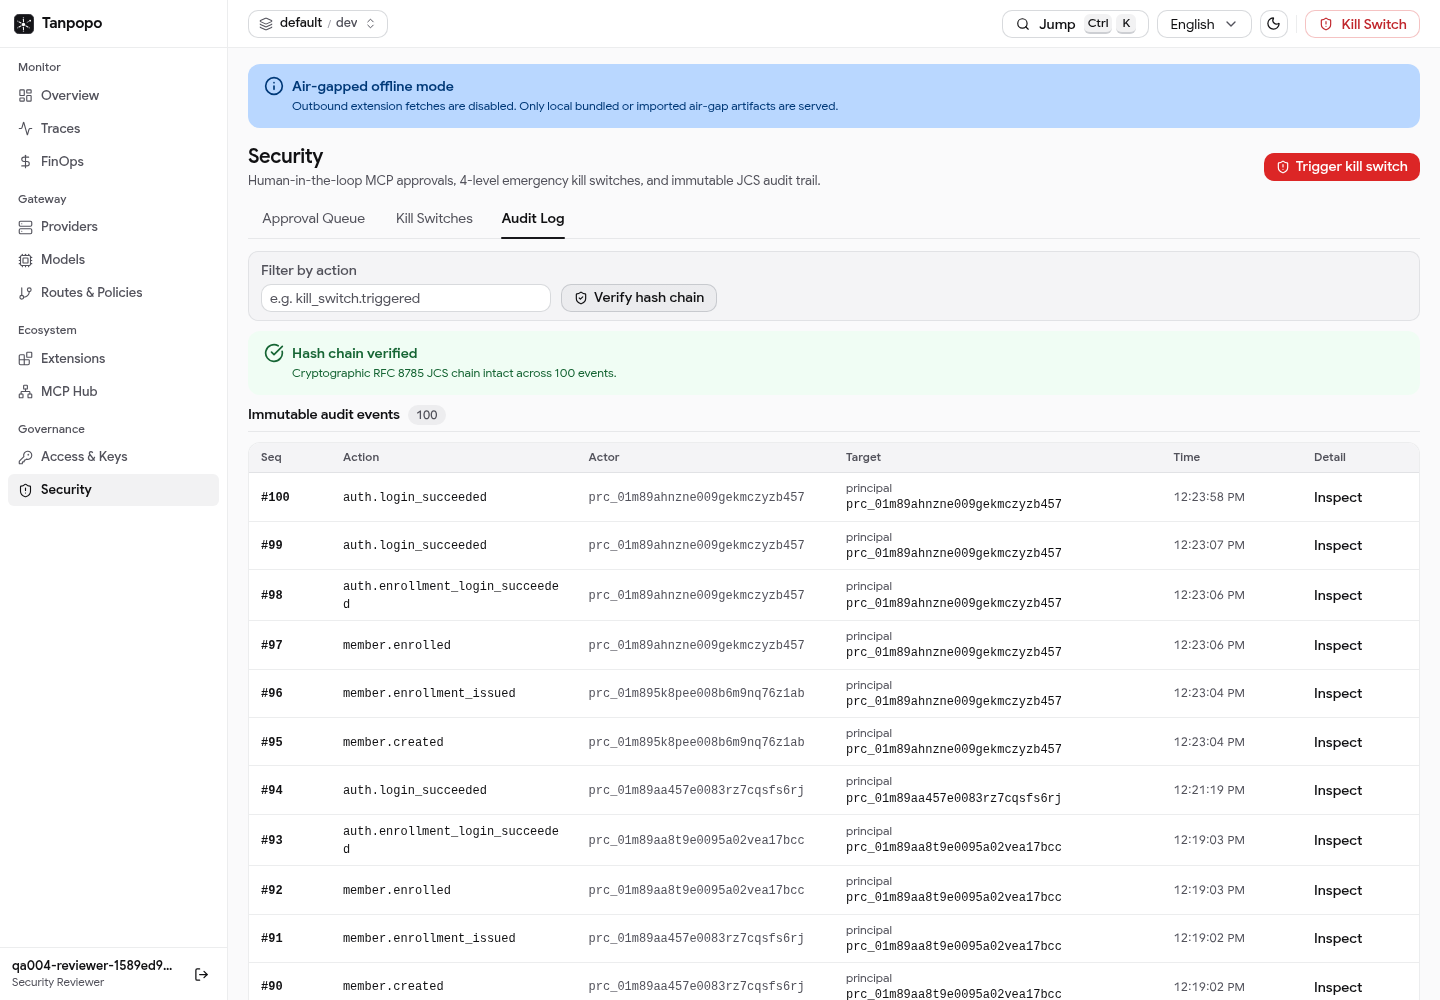 Tanpopo
default / dev
Jump Ctrl K
English
Kill Switch
Monitor
Overview
Traces
FinOps
Gateway
Providers
Models
Routes & Policies
Ecosystem
Extensions
MCP Hub
Governance
Access & Keys
Security
qa004-reviewer-1589ed9...
Security Reviewer
Air-gapped offline mode
Outbound extension fetches are disabled. Only local bundled or imported air-gap artifacts are served.
Security
Human-in-the-loop MCP approvals, 4-level emergency kill switches, and immutable JCS audit trail.
Trigger kill switch
Approval Queue Kill Switches Audit Log
Filter by action
e.g. kill_switch.triggered
Verify hash chain
Hash chain verified
Cryptographic RFC 8785 JCS chain intact across 100 events.
Immutable audit events 100
Seq Action Actor Target Time Detail
#100 auth.login_succeeded prc_01m89ahnzne009gekmczyzb457 principal 12:23:58 PM Inspect
prc_01m89ahnzne009gekmczyzb457
#99 auth.login_succeeded prc_01m89ahnzne009gekmczyzb457 principal 12:23:07 PM Inspect
prc_01m89ahnzne009gekmczyzb457
#98 auth.enrollment_login_succeede prc_01m89ahnzne009gekmczyzb457 principal 12:23:06 PM Inspect
d prc_01m89ahnzne009gekmczyzb457
#97 member.enrolled prc_01m89ahnzne009gekmczyzb457 principal 12:23:06 PM Inspect
prc_01m89ahnzne009gekmczyzb457
#96 member.enrollment_issued prc_01m895k8pee008b6m9nq76z1ab principal 12:23:04 PM Inspect
prc_01m89ahnzne009gekmczyzb457
#95 member.created prc_01m895k8pee008b6m9nq76z1ab principal 12:23:04 PM Inspect
prc_01m89ahnzne009gekmczyzb457
#94 auth.login_succeeded prc_01m89aa457e0083rz7cqsfs6rj principal 12:21:19 PM Inspect
prc_01m89aa457e0083rz7cqsfs6rj
#93 auth.enrollment_login_succeede prc_01m89aa8t9e0095a02vea17bcc principal 12:19:03 PM Inspect
d prc_01m89aa8t9e0095a02vea17bcc
#92 member.enrolled prc_01m89aa8t9e0095a02vea17bcc principal 12:19:03 PM Inspect
prc_01m89aa8t9e0095a02vea17bcc
#91 member.enrollment_issued prc_01m89aa457e0083rz7cqsfs6rj principal 12:19:02 PM Inspect
prc_01m89aa8t9e0095a02vea17bcc
#90 member.created prc_01m89aa457e0083rz7cqsfs6rj principal 12:19:02 PM Inspect
prc_01m89aa8t9e0095a02vea17bcc